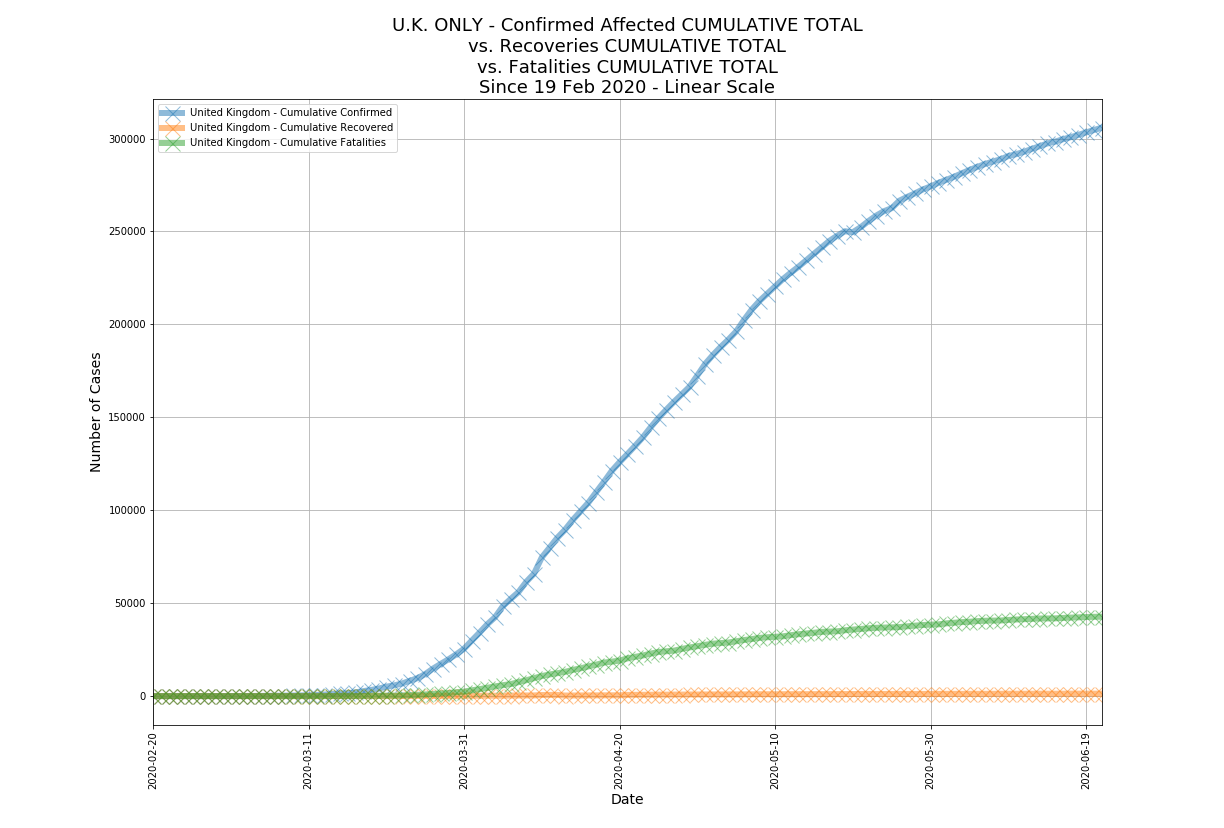 U.K. ONLY - Confirmed Affected CUMULATIVE TOTAL
vs. Recoveries CUMULATIVE TOTAL
vs. Fatalities CUMULATIVE TOTAL
Since 19 Feb 2020 - Linear Scale
United Kingdom - Cumulative Confirmed
United Kingdom - Cumulative Recovered
United Kingdom - Cumulative Fatalities
Number of Cases
300000
250000
200000
150000
100000
50000
0
2020-02-20
2020-03-11
2020-03-31
2020-04-20
2020-05-10
2020-05-30
2020-06-19
Date